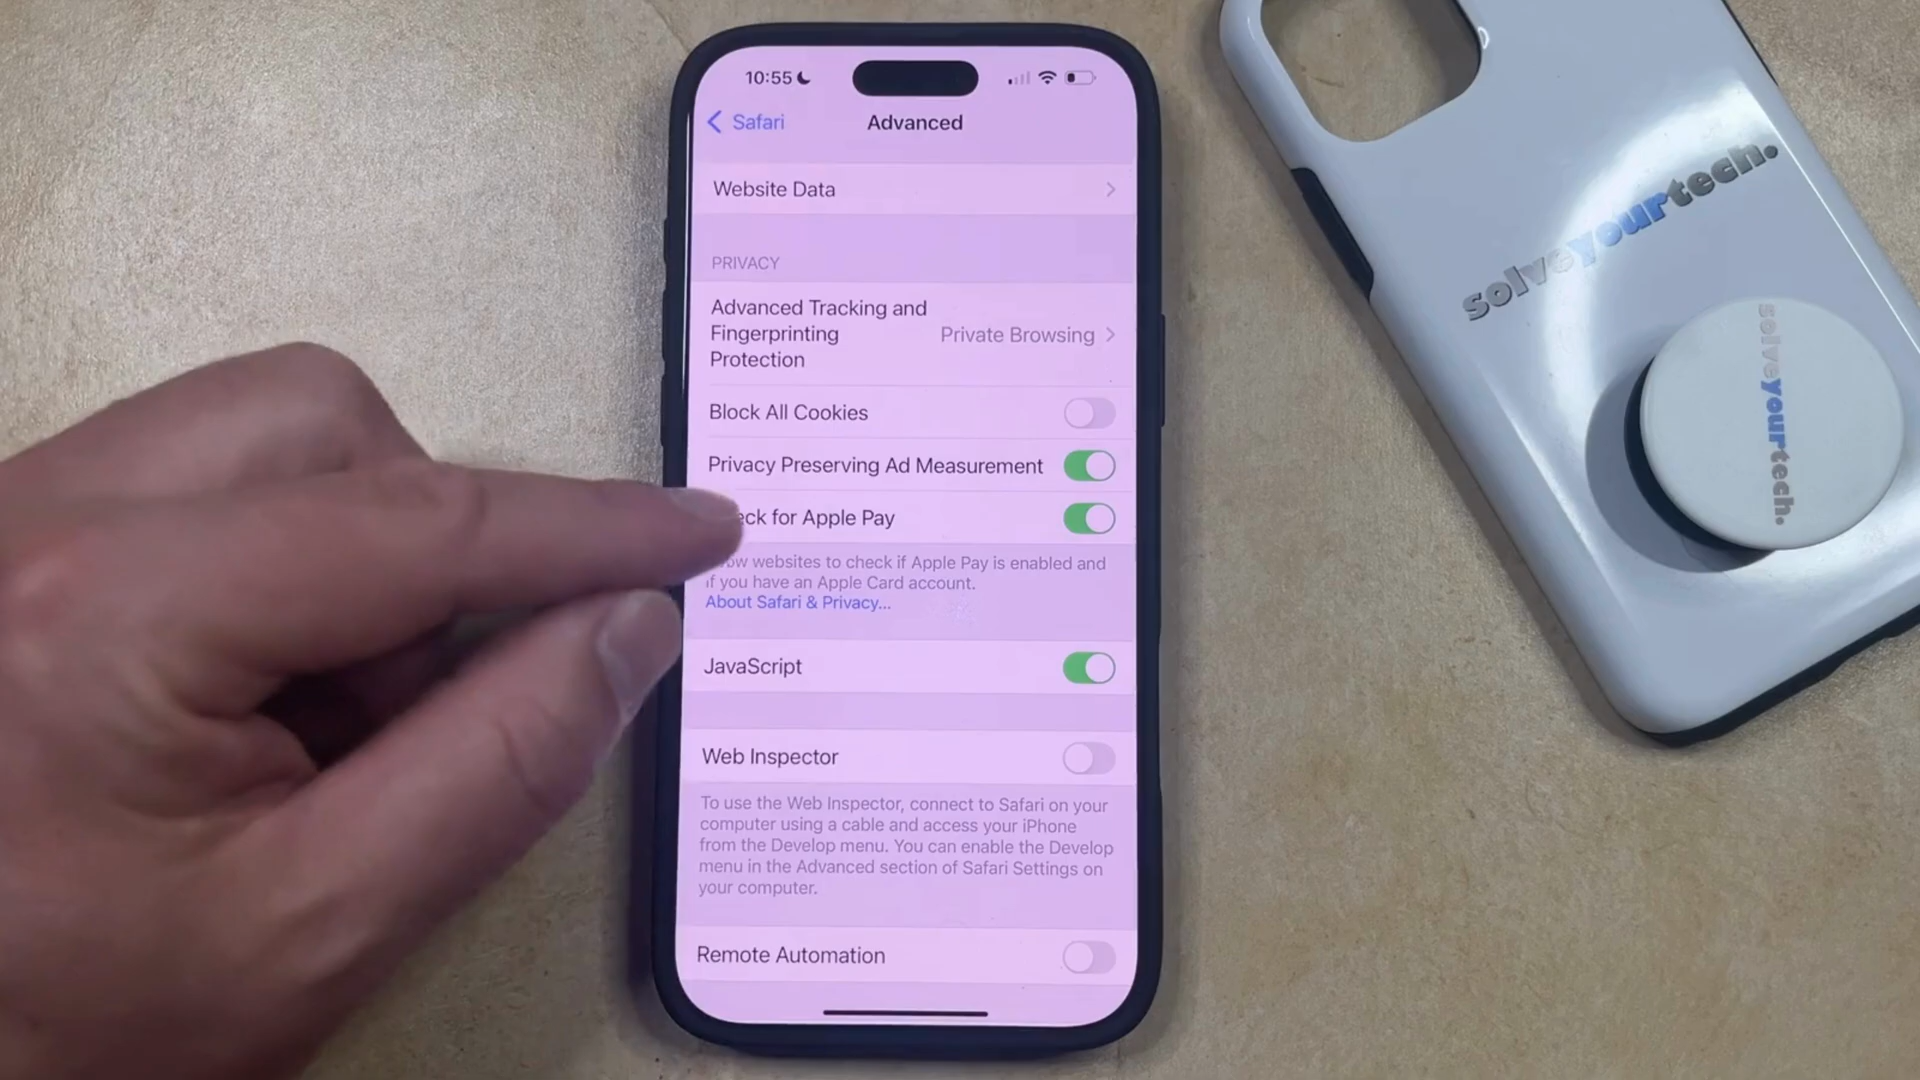 10:55
Safari
Advanced
Website Data
PRIVACY
Advanced Tracking and
Fingerprinting
Protection
Private Browsing
Block All Cookies
Privacy Preserving Ad Measurement
eck for Apple Pay
ow websites to check if Apple Pay is enabled and
if you have an Apple Card account.
About Safari & Privacy...
JavaScript
Web Inspector
To use the Web Inspector, connect to Safari on your
computer using a cable and access your iPhone
from the Develop menu. You can enable the Develop
menu in the Advanced section of Safari Settings on
your computer.
Remote Automation
solveyourtech.
solveyourtech.